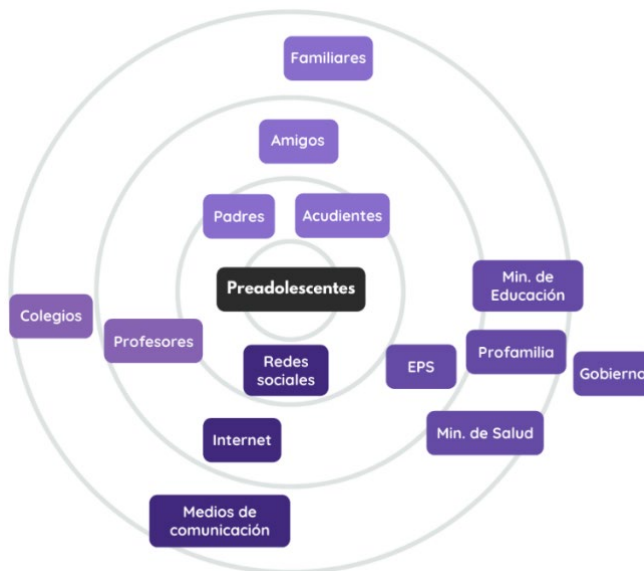 Familiares
Amigos
Padres
Acudientes
Preadolescentes
Min. de
Educación
Colegios
Profesores
Profamilia
Redes
sociales
EPS
Gobierno
Internet
Min. de Salud
Medios de
comunicación